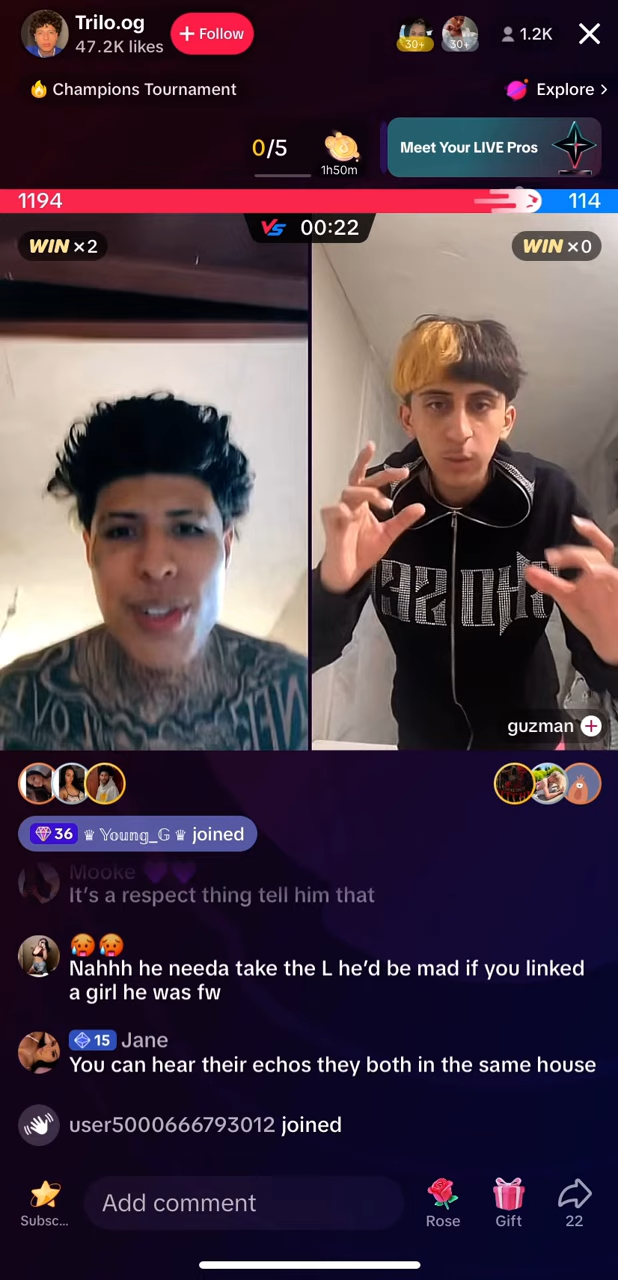 Trilo.og
47.2K likes
+ Follow
30+
30+
1.2K
Champions Tournament
Explore >
0/5
1h50m
Meet Your LIVE Pros
1194
114
VS 00:22
WIN ×2
WIN ×0
guzman
36 ♛ 𝕐𝕠𝕦𝕟𝕘_𝔾 ♛ joined
Mooke 💜💜
It's a respect thing tell him that
🥵🥵
Nahhh he needa take the L he'd be mad if you linked
a girl he was fw
15 Jane
You can hear their echos they both in the same house
user5000666793012 joined
Subsc...
Add comment
Rose
Gift
22